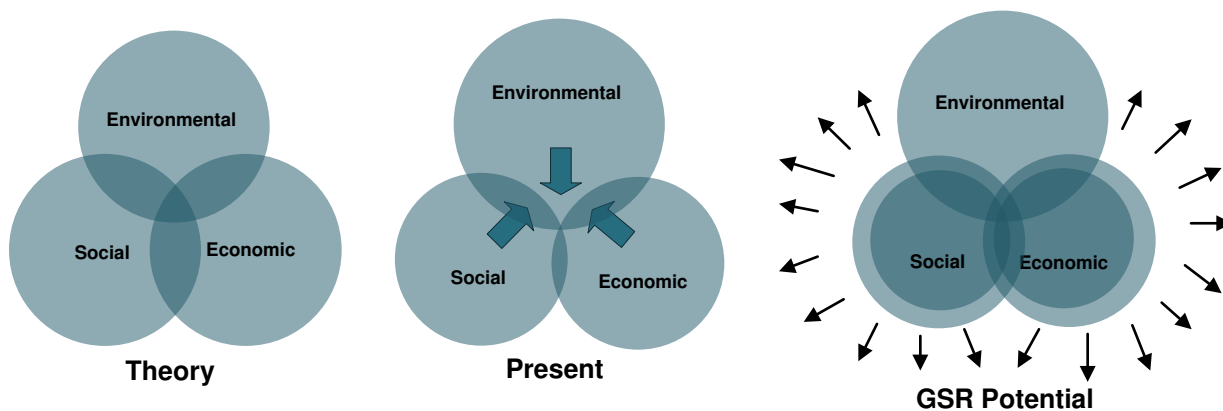 Environmental
Social
Economic
Theory
Environmental
Social
Economic
Present
Environmental
Social
Economic
GSR Potential